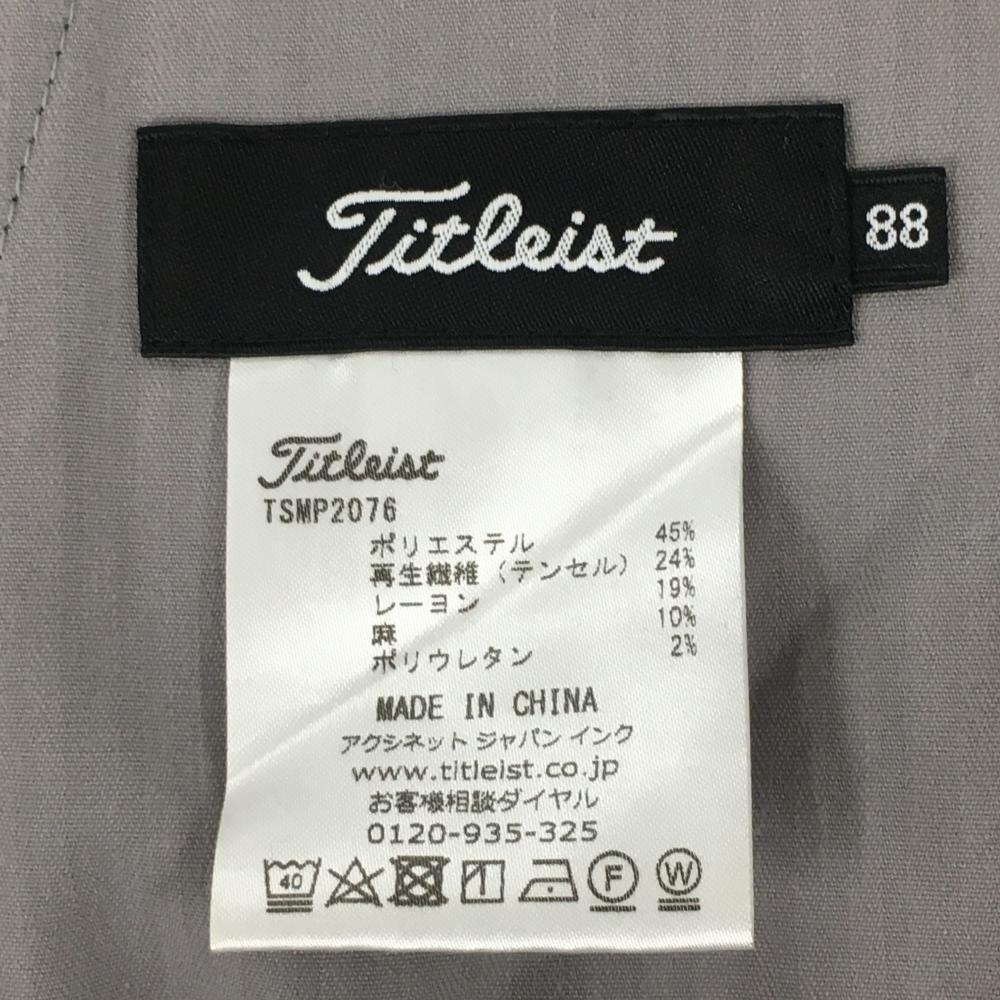 Titleist
88
Titleist
TSMP2076
ポリエステル 45%
再生繊維（テンセル） 24%
レーヨン 19%
麻 10%
ポリウレタン 2%
MADE IN CHINA
アクシネット ジャパン インク
www.titleist.co.jp
お客様相談ダイヤル
0120-935-325
40 F W